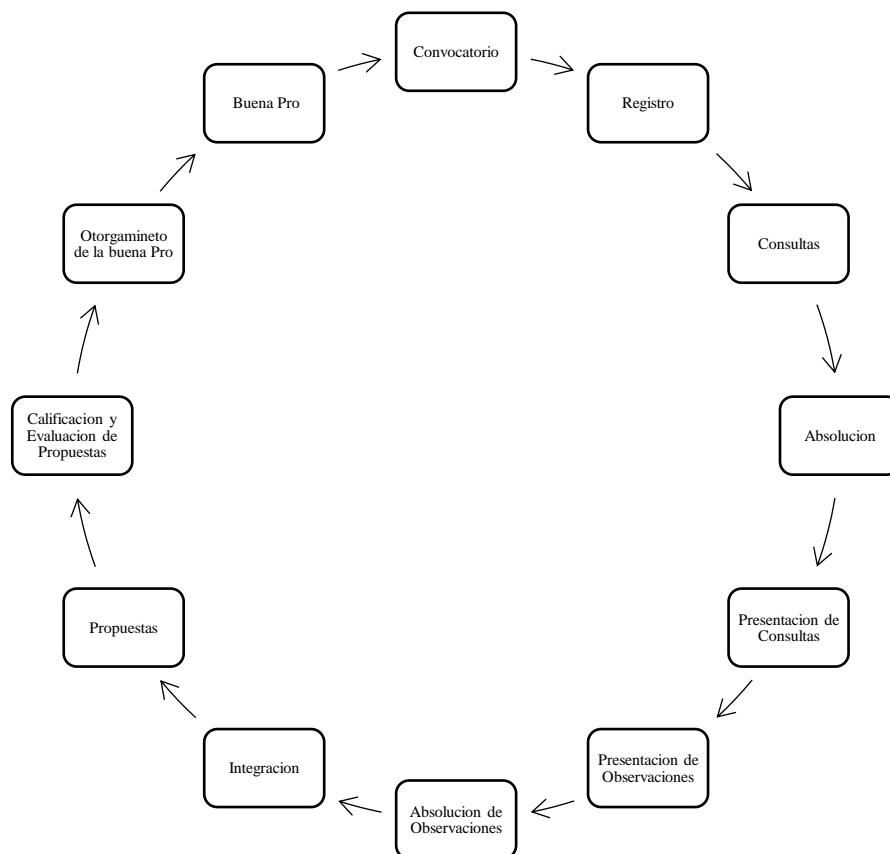 Convocatorio
Registro
Consultas
Absolucion
Presentacion de
Consultas
Presentacion de
Observaciones
Absolucion de
Observaciones
Integracion
Propuestas
Calificacion y
Evaluacion de
Propuestas
Otorgamineto
de la buena Pro
Buena Pro